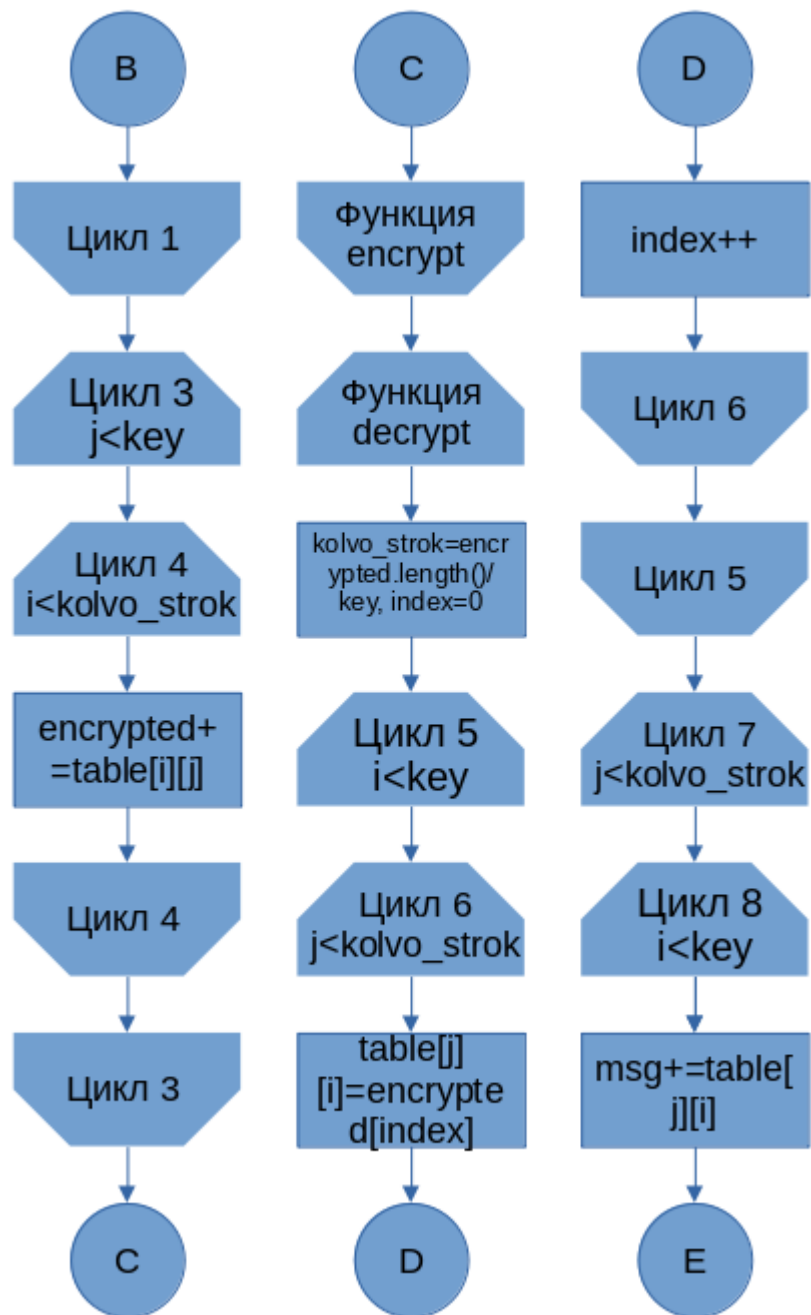 B
Цикл 1
Цикл 3
j<key
Цикл 4
i<kolvo_strok
encrypted+
=table[i][j]
Цикл 4
Цикл 3
C
C
Функция
encrypt
Функция
decrypt
kolvo_strok=encr
ypted.length()/
key, index=0
Цикл 5
i<key
Цикл 6
j<kolvo_strok
table[j]
[i]=encrypte
d[index]
D
D
index++
Цикл 6
Цикл 5
Цикл 7
j<kolvo_strok
Цикл 8
i<key
msg+=table[
j][i]
E